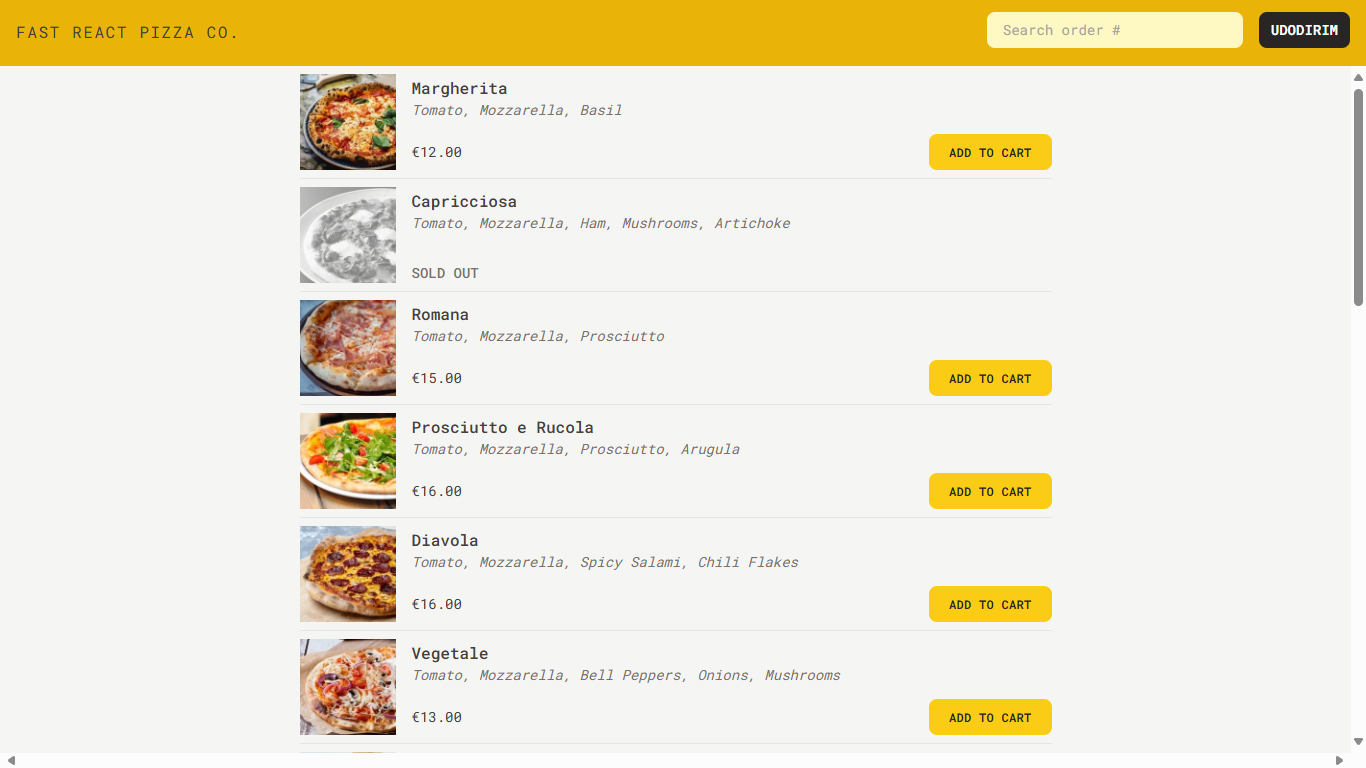 FAST REACT PIZZA CO.
Search order #
UDODIRIM
Margherita
Tomato, Mozzarella, Basil
€12.00
ADD TO CART
Capricciosa
Tomato, Mozzarella, Ham, Mushrooms, Artichoke
SOLD OUT
Romana
Tomato, Mozzarella, Prosciutto
€15.00
ADD TO CART
Prosciutto e Rucola
Tomato, Mozzarella, Prosciutto, Arugula
€16.00
ADD TO CART
Diavola
Tomato, Mozzarella, Spicy Salami, Chili Flakes
€16.00
ADD TO CART
Vegetale
Tomato, Mozzarella, Bell Peppers, Onions, Mushrooms
€13.00
ADD TO CART